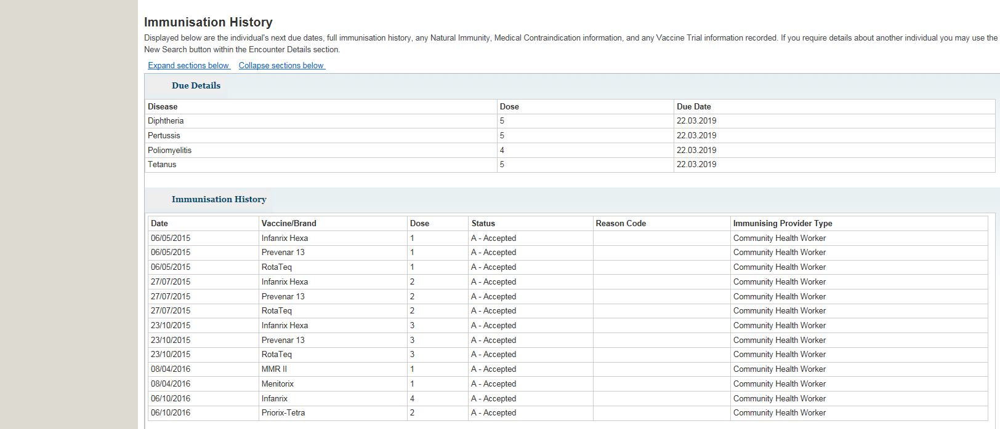 Immunisation History
Displayed below are the individual's next due dates, full immunisation history, any Natural Immunity, Medical Contraindication information, and any Vaccine Trial information recorded. If you require details about another individual you may use the
New Search button within the Encounter Details section.
Expand sections below Collapse sections below
Due Details
Disease Dose Due Date
Diphtheria 5 22.03.2019
Pertussis 5 22.03.2019
Poliomyelitis 4 22.03.2019
Tetanus 5 22.03.2019
Immunisation History
Date Vaccine/Brand Dose Status Reason Code Immunising Provider Type
06/05/2015 Infanrix Hexa 1 A - Accepted Community Health Worker
06/05/2015 Prevenar 13 1 A - Accepted Community Health Worker
06/05/2015 RotaTeq 1 A - Accepted Community Health Worker
27/07/2015 Infanrix Hexa 2 A - Accepted Community Health Worker
27/07/2015 Prevenar 13 2 A - Accepted Community Health Worker
27/07/2015 RotaTeq 2 A - Accepted Community Health Worker
23/10/2015 Infanrix Hexa 3 A - Accepted Community Health Worker
23/10/2015 Prevenar 13 3 A - Accepted Community Health Worker
23/10/2015 RotaTeq 3 A - Accepted Community Health Worker
08/04/2016 MMR II 1 A - Accepted Community Health Worker
08/04/2016 Menitorix 1 A - Accepted Community Health Worker
06/10/2016 Infanrix 4 A - Accepted Community Health Worker
06/10/2016 Priorix-Tetra 2 A - Accepted Community Health Worker